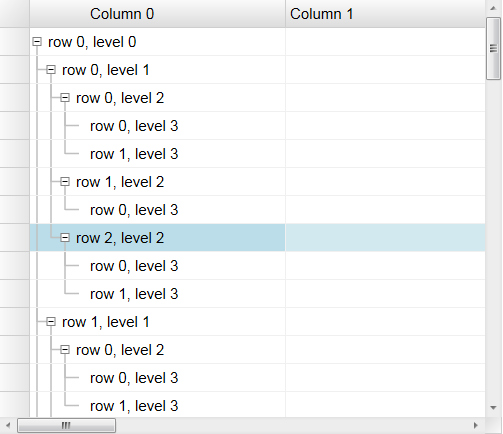 Column 0 Column 1
row 0, level 0
row 0, level 1
row 0, level 2
row 0, level 3
row 1, level 3
row 1, level 2
row 0, level 3
row 2, level 2
row 0, level 3
row 1, level 3
row 1, level 1
row 0, level 2
row 0, level 3
row 1, level 3